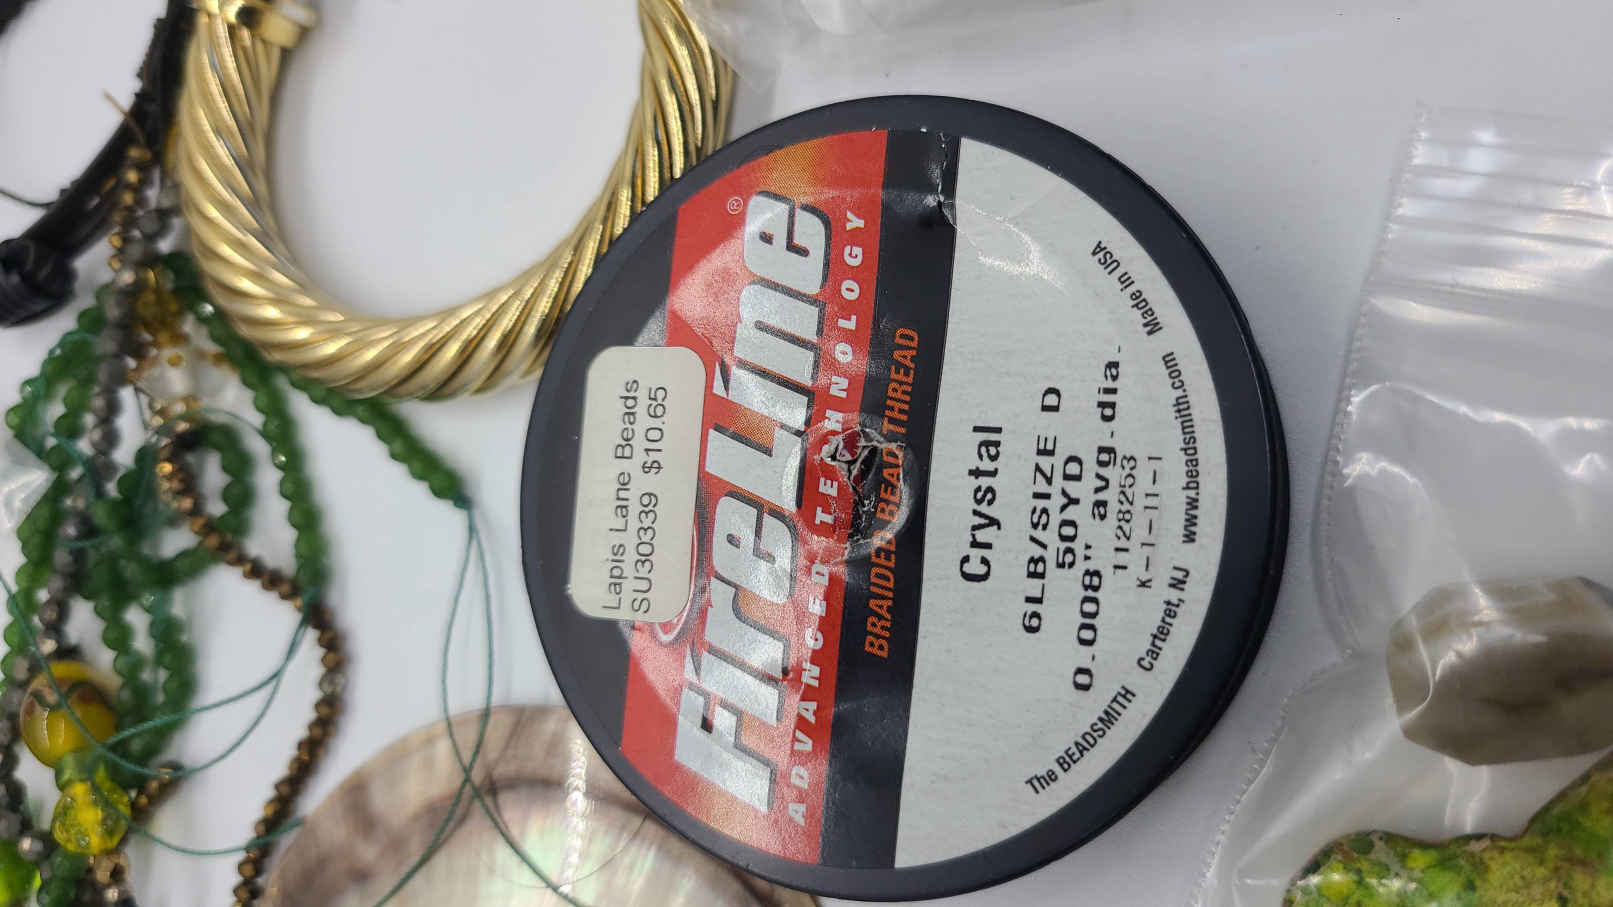 Lapis Lane Beads
SU30339 $10.65
FireLine®
ADVANCED TECHNOLOGY
BRAIDED BEAD THREAD
Crystal
6LB/SIZE D
50YD
0.008" avg.dia.
1128253
K-1-11-1
The BEADSMITH Carteret, NJ www.beadsmith.com Made in USA